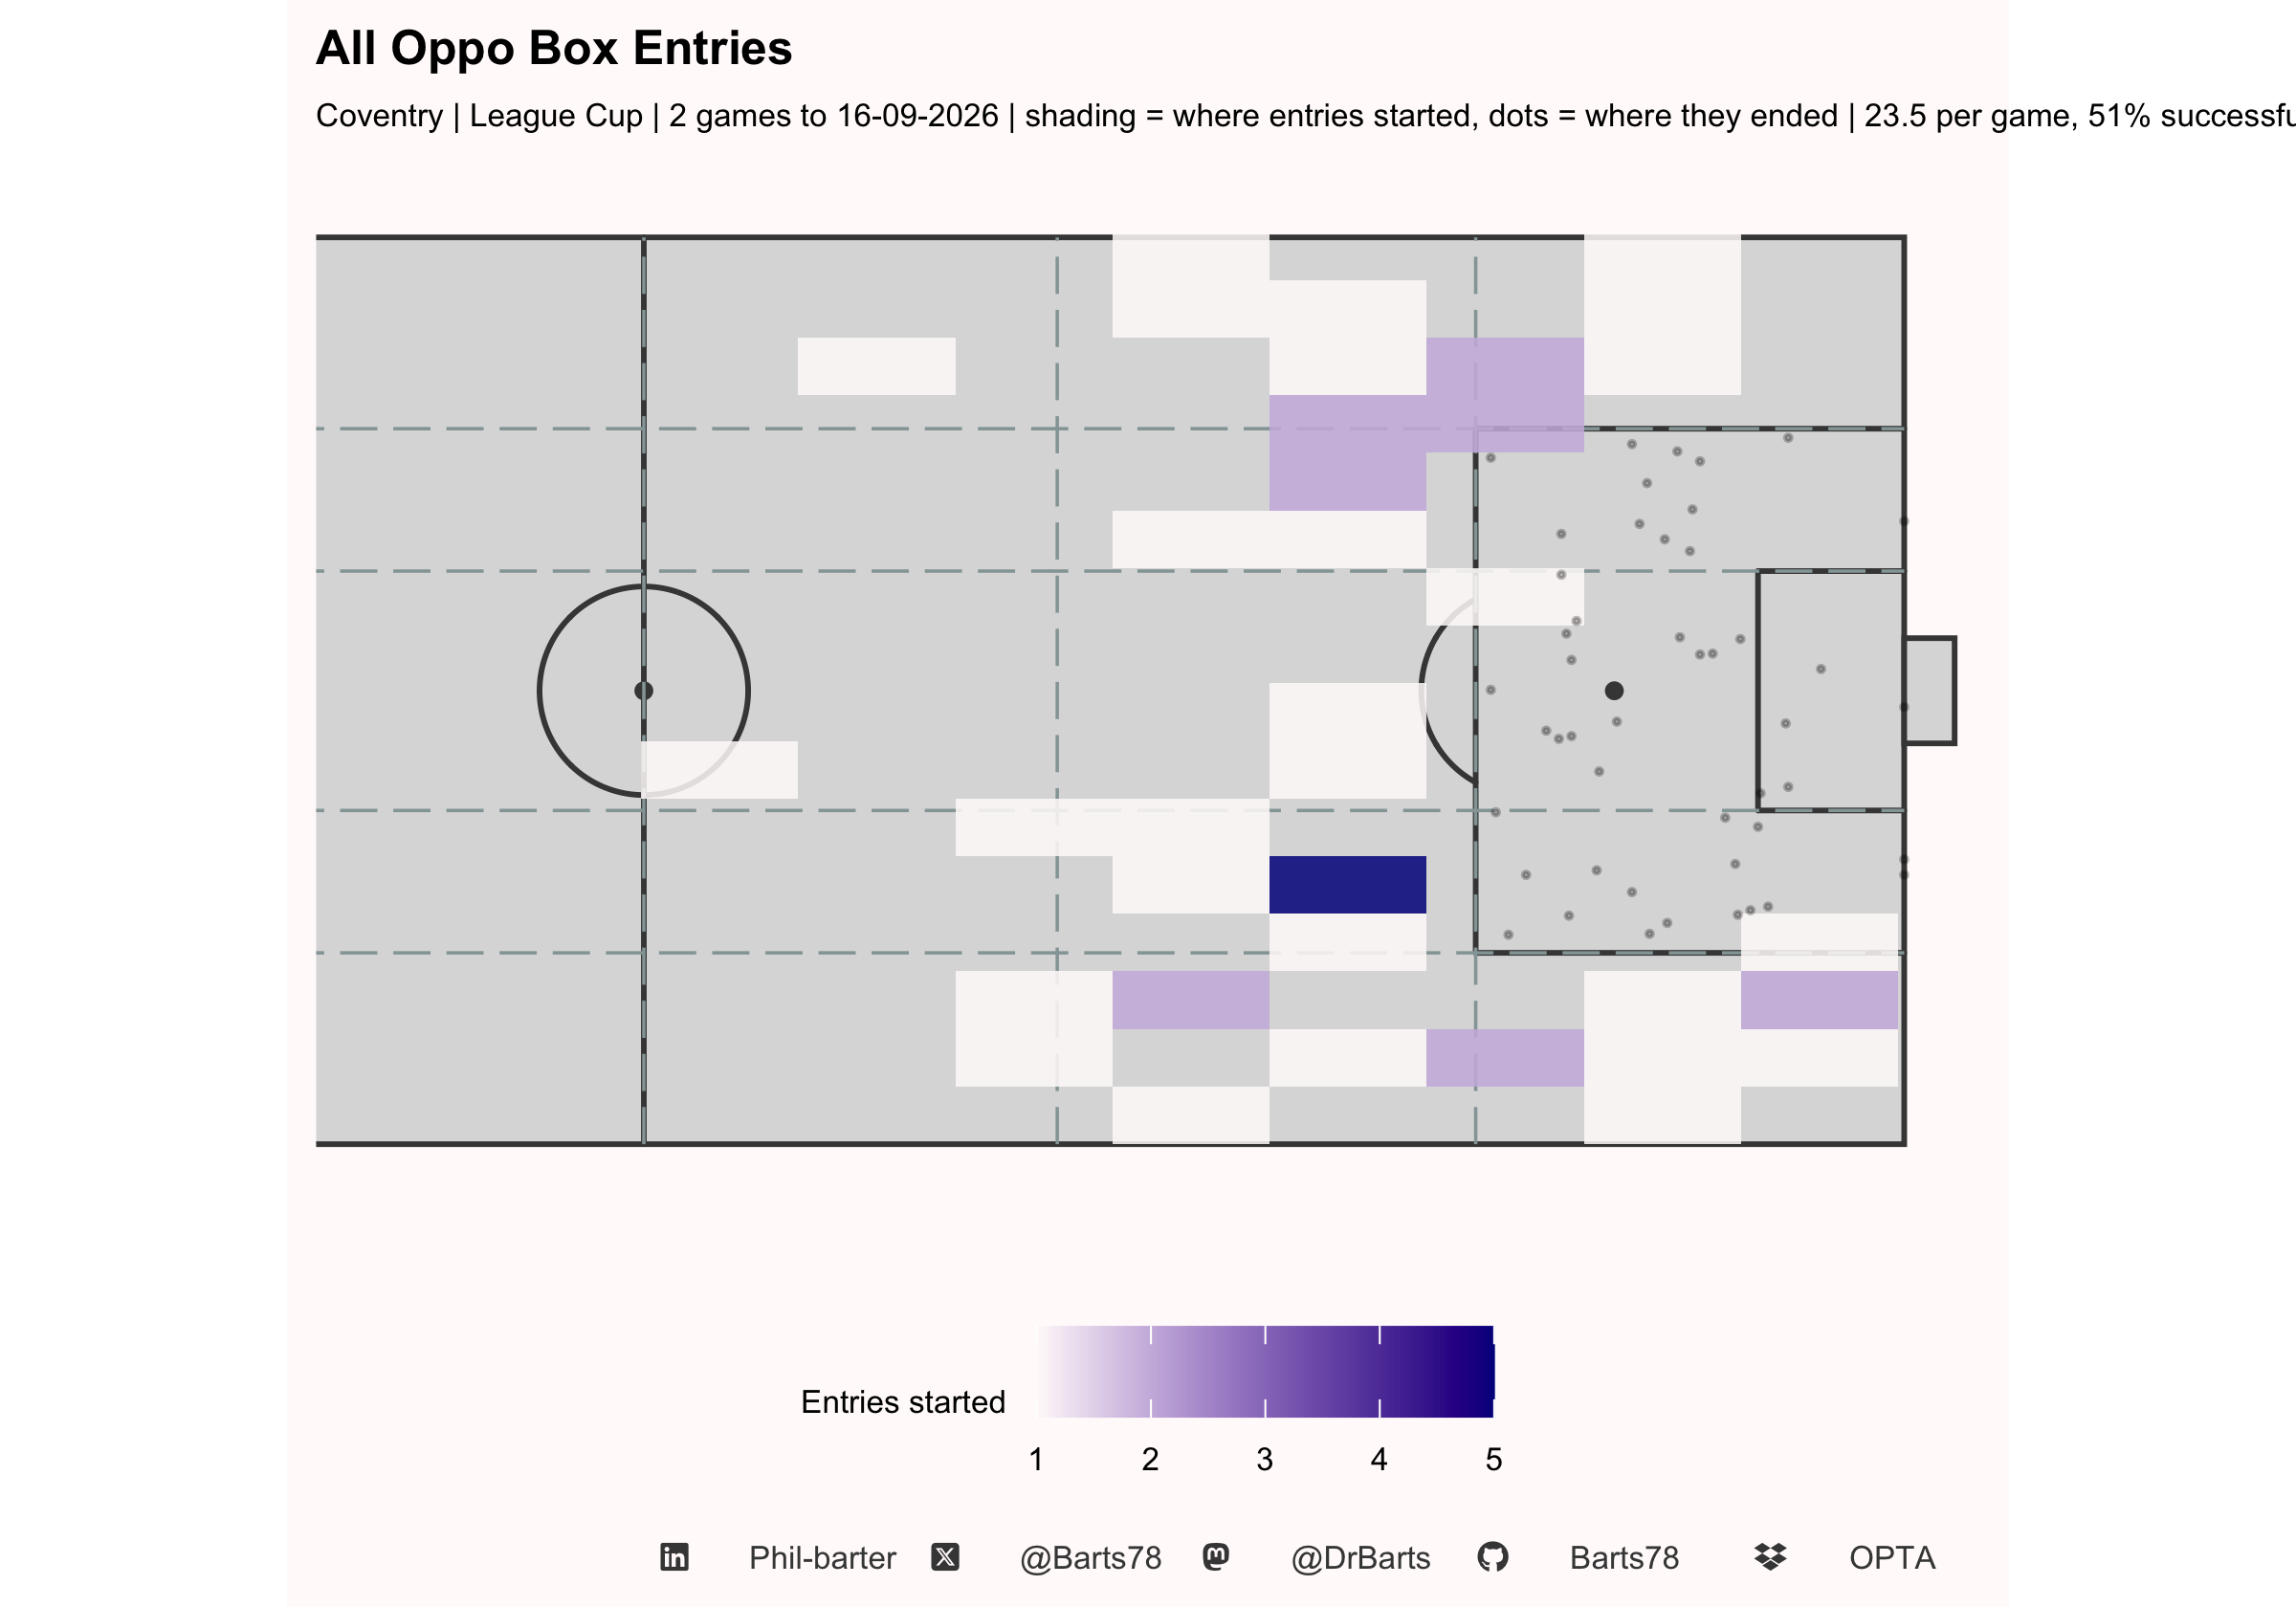 All Oppo Box Entries
Coventry | League Cup | 2 games to 16-09-2026 | shading = where entries started, dots = where they ended | 23.5 per game, 51%
Entries started
1 2 3 4 5
Phil-barter @Barts78 @DrBarts Barts78 OPTA